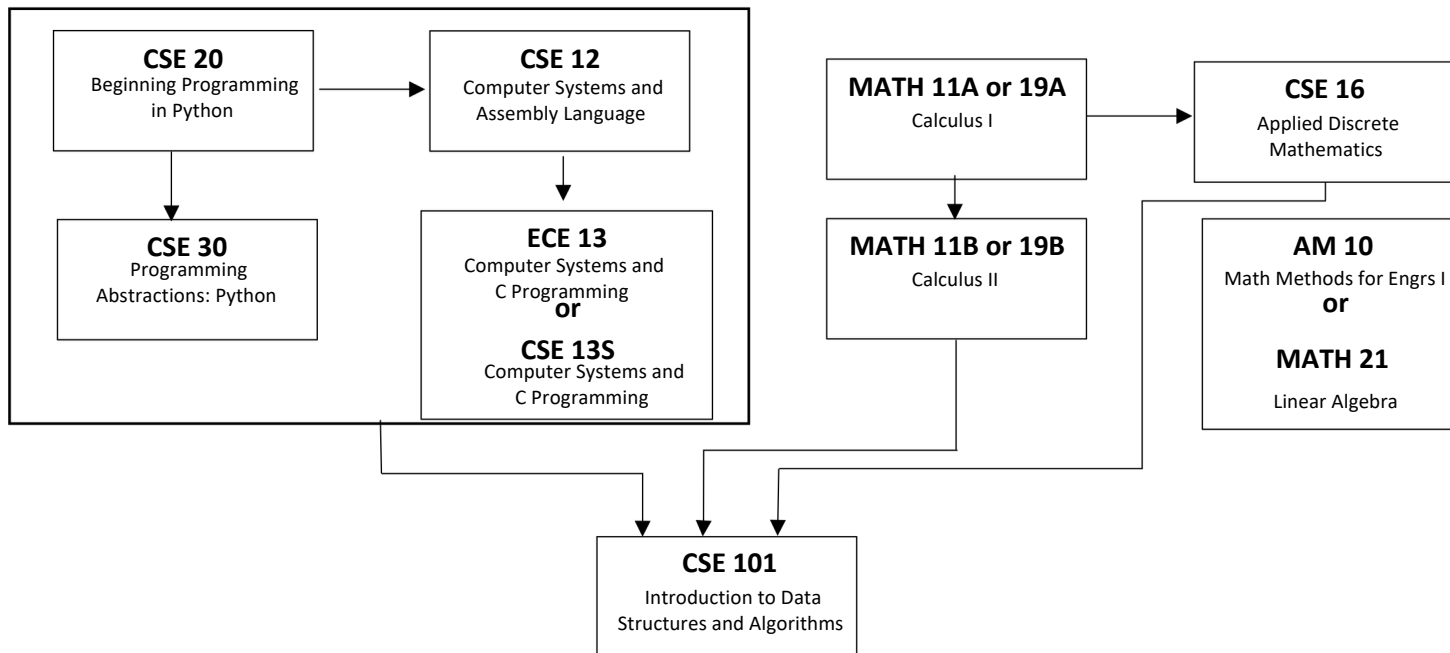 CSE 20
Beginning Programming
in Python
CSE 12
Computer Systems and
Assembly Language
MATH 11A or 19A
Calculus I
CSE 16
Applied Discrete
Mathematics
CSE 30
Programming
Abstractions: Python
ECE 13
Computer Systems and
C Programming
or
CSE 13S
Computer Systems and
C Programming
MATH 11B or 19B
Calculus II
AM 10
Math Methods for Engrs I
or
MATH 21
Linear Algebra
CSE 101
Introduction to Data
Structures and Algorithms